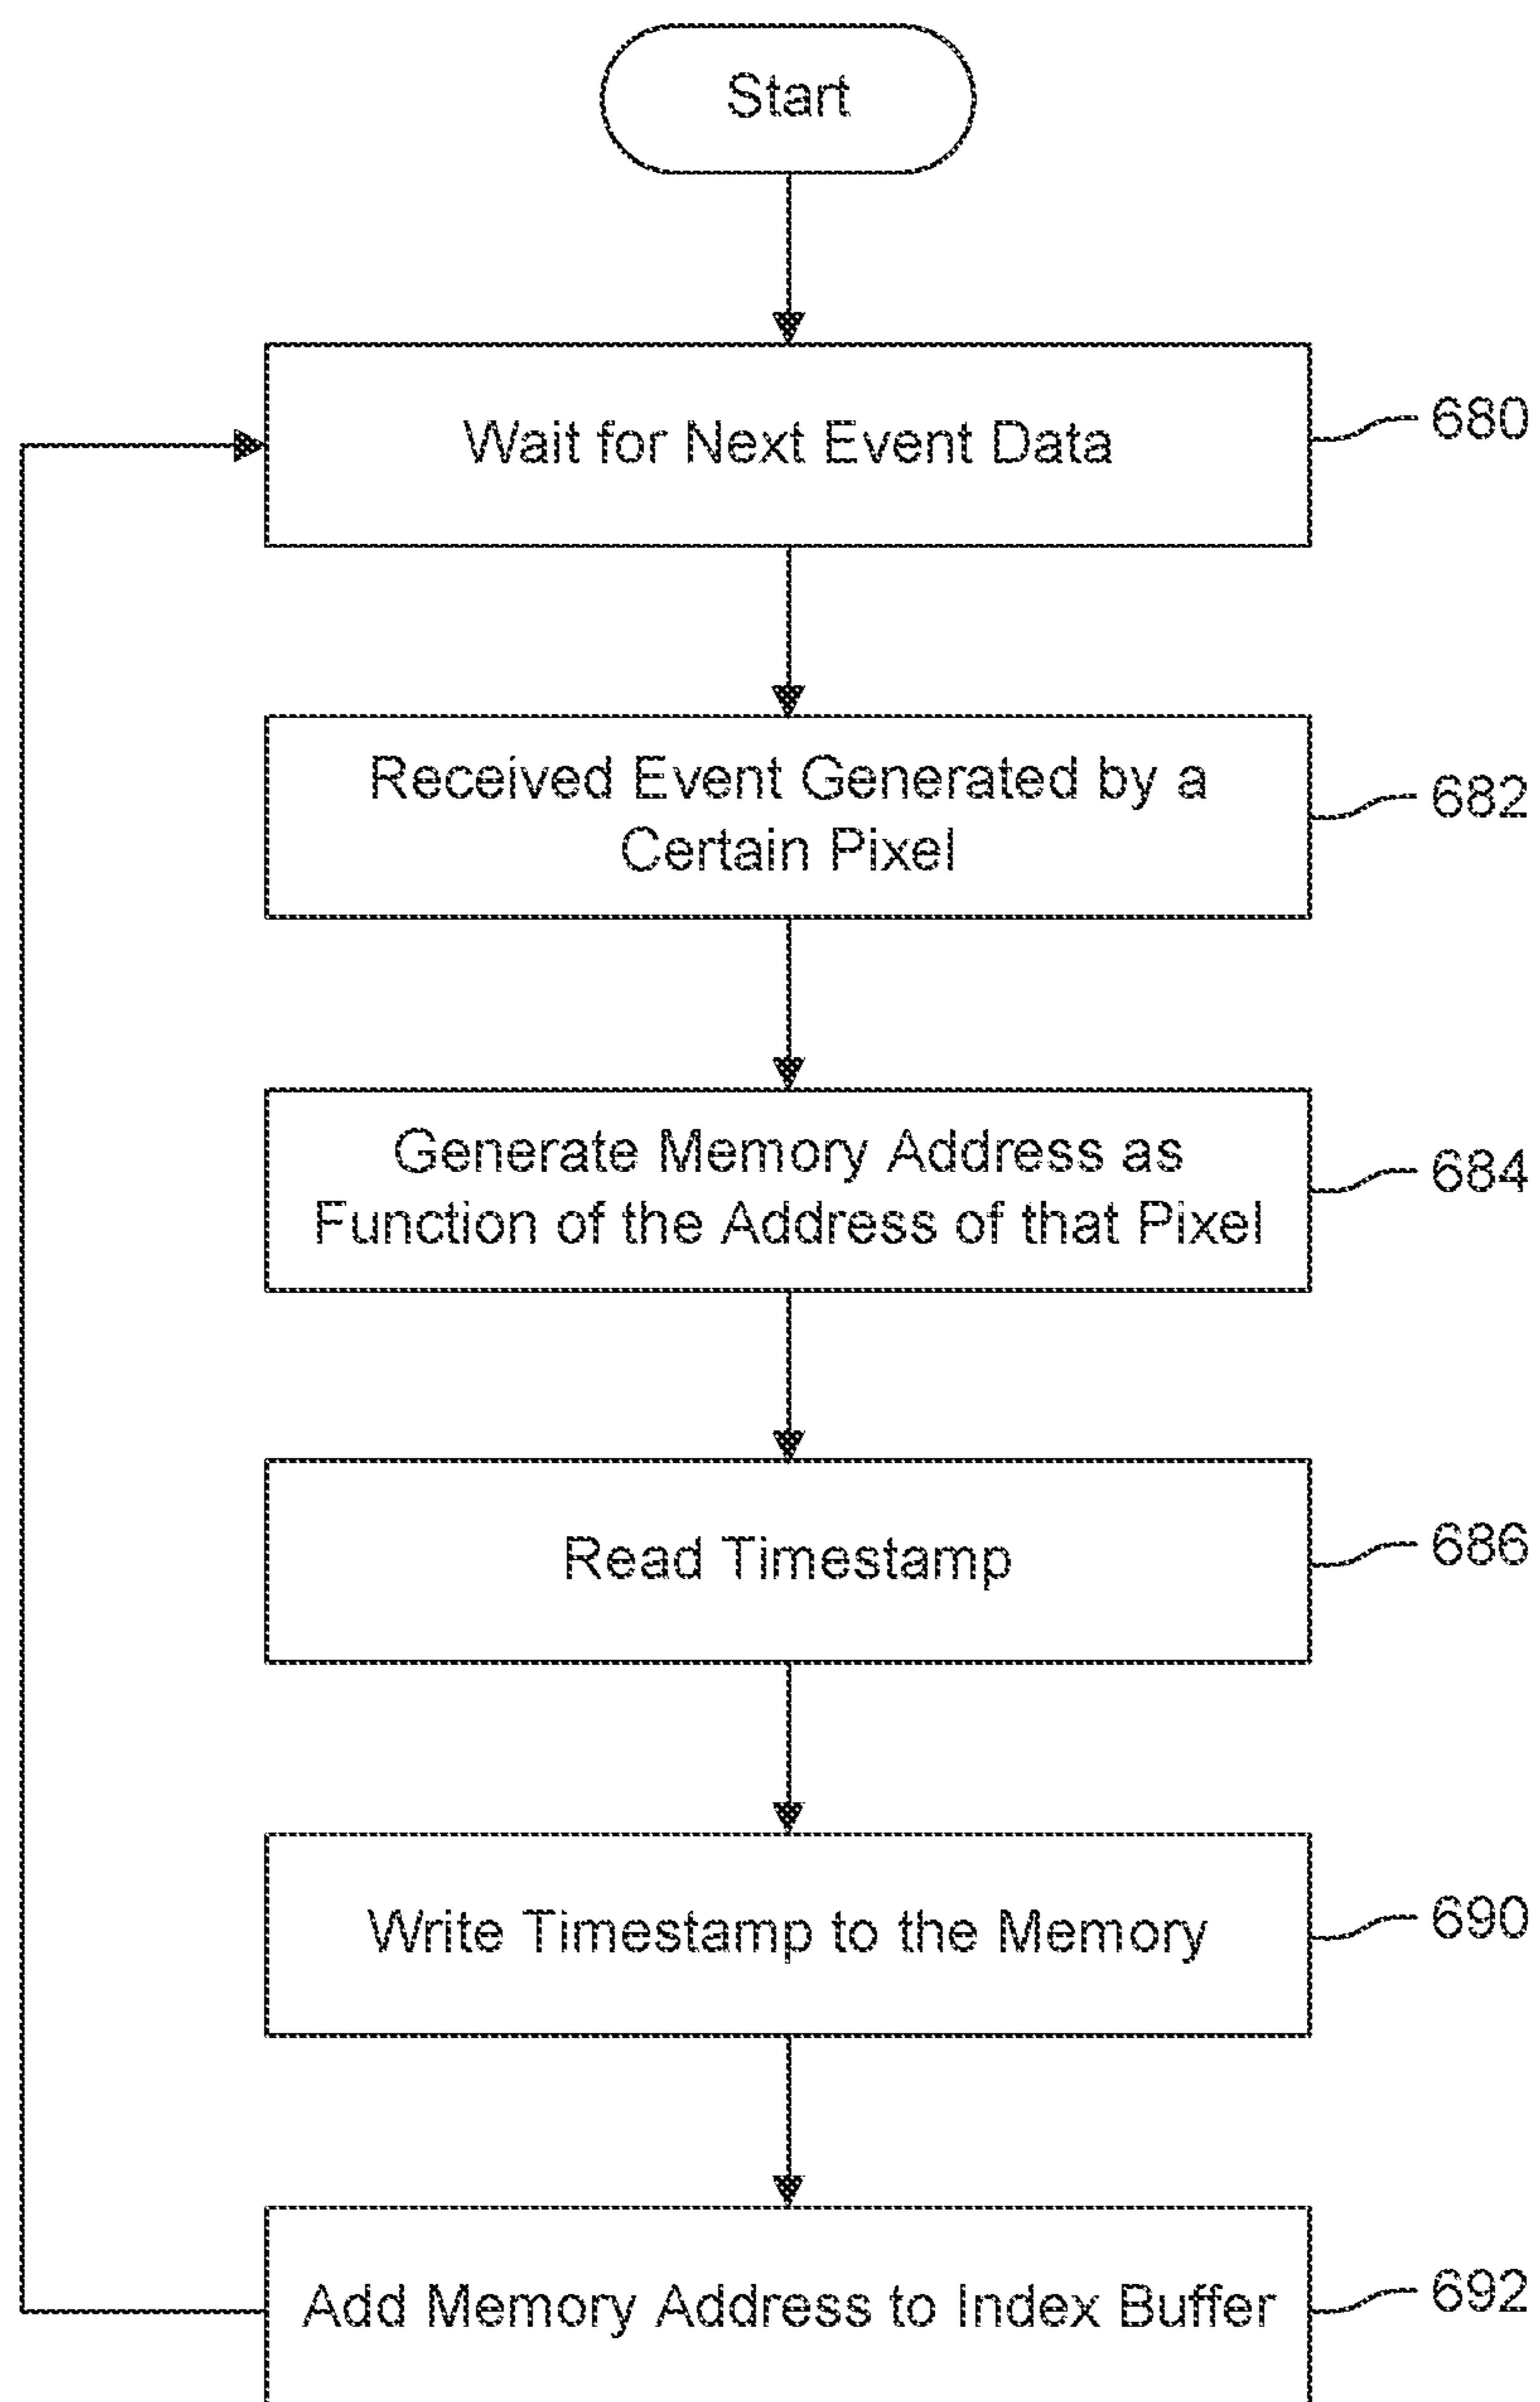 Start
Wait for Next Event Data
680
Received Event Generated by a
Certain Pixel
682
Generate Memory Address as
Function of the Address of that Pixel
684
Read Timestamp
686
Write Timestamp to the Memory
690
Add Memory Address to Index Buffer
692